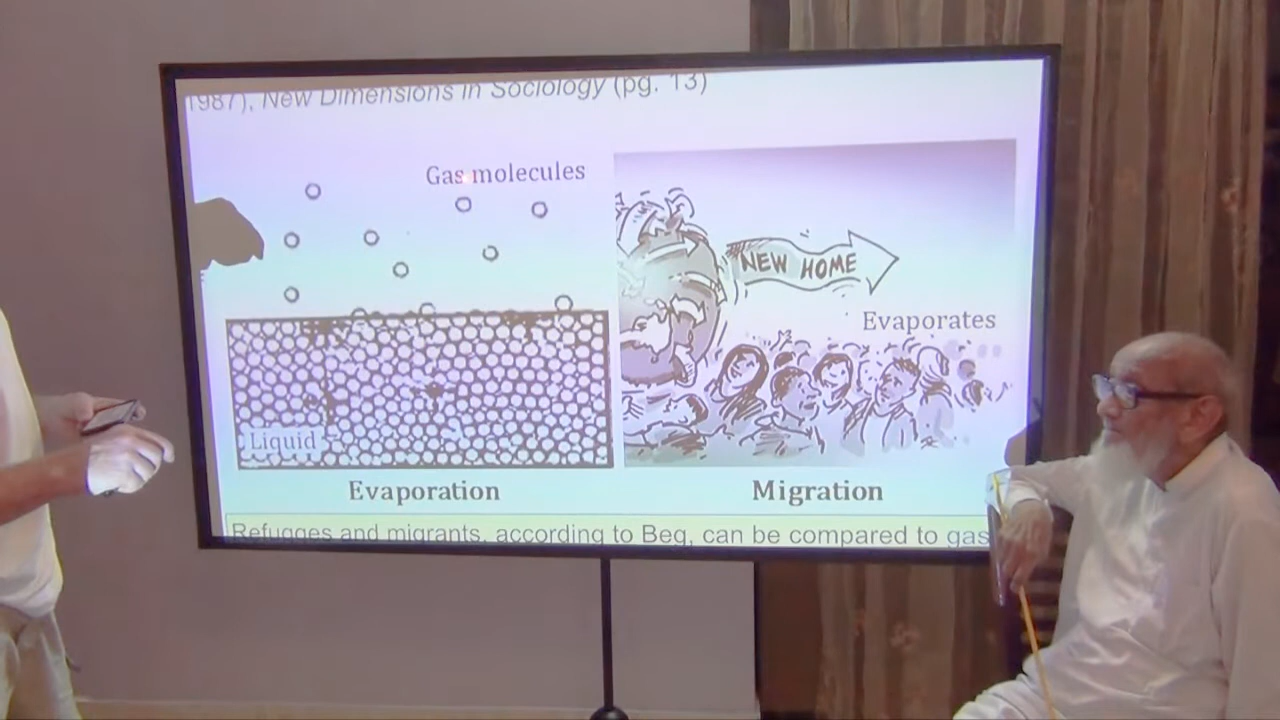 1987), New Dimensions in Sociology (pg. 13)
Gas molecules
NEW HOME
Evaporates
Liquid
Evaporation
Migration
Refugges and migrants, according to Beg, can be compared to gas